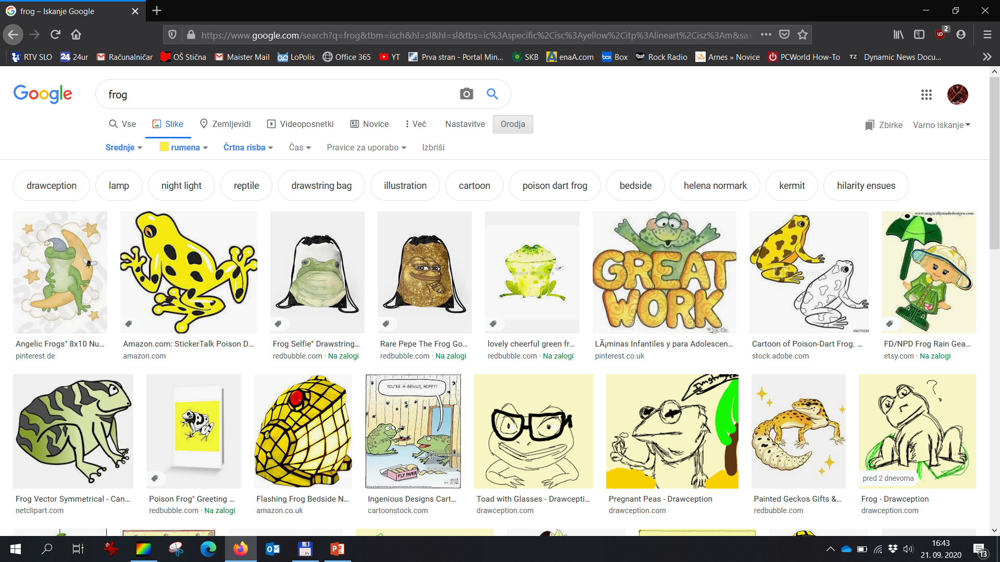 frog – Iskanje Google
https://www.google.com/search?q=frog&tbm=isch&hl=sl&hl=sl&tbs=ic%3Aspecific%2Cisc%3Ayellow%2Citp%3Alineart%2Cisz%3Am&sa=
2
RTV SLO
24ur
Računalničar
OŠ Stična
Maister Mail
LoPolis
Office 365
YT
Prva stran - Portal Min...
SKB
enaA.com
Box
Rock Radio
Arnes » Novice
PCWorld How-To
TZ Dynamic News Docu...
Google
frog
Vse
Slike
Zemljevidi
Videoposnetki
Novice
Več
Nastavitve
Orodja
Zbirke
Varno iskanje
Srednje
rumena
Črtna risba
Čas
Pravice za uporabo
Izbriši
drawception
lamp
night light
reptile
drawstring bag
illustration
cartoon
poison dart frog
bedside
helena normark
kermit
hilarity ensues
GREAT
WORK
#92775259
www.magicallymadedesigns.com
Angelic Frogs" 8x10 Nu...
pinterest.de
Amazon.com: StickerTalk Poison D...
amazon.com
Frog Selfie" Drawstring...
redbubble.com · Na zalogi
Rare Pepe The Frog Go...
redbubble.com · Na zalogi
lovely cheerful green fr...
redbubble.com · Na zalogi
LÃ¡minas Infantiles y para Adolescen...
pinterest.co.uk
Cartoon of Poison-Dart Frog. ...
stock.adobe.com
FD/NPD Frog Rain Gea...
etsy.com · Na zalogi
YOU'RE A GENIUS, HOPPY!
CARTOONSTOCK
FLY PAPER
pred 2 dnevoma
Frog Vector Symmetrical - Can...
netclipart.com
Poison Frog" Greeting ...
redbubble.com · Na zalogi
Flashing Frog Bedside N...
amazon.co.uk
Ingenious Designs Cart...
cartoonstock.com
Toad with Glasses - Drawcepti...
drawception.com
Pregnant Peas - Drawception
drawception.com
Painted Geckos Gifts &...
redbubble.com
Frog - Drawception
drawception.com
16:43
21. 09. 2020
13